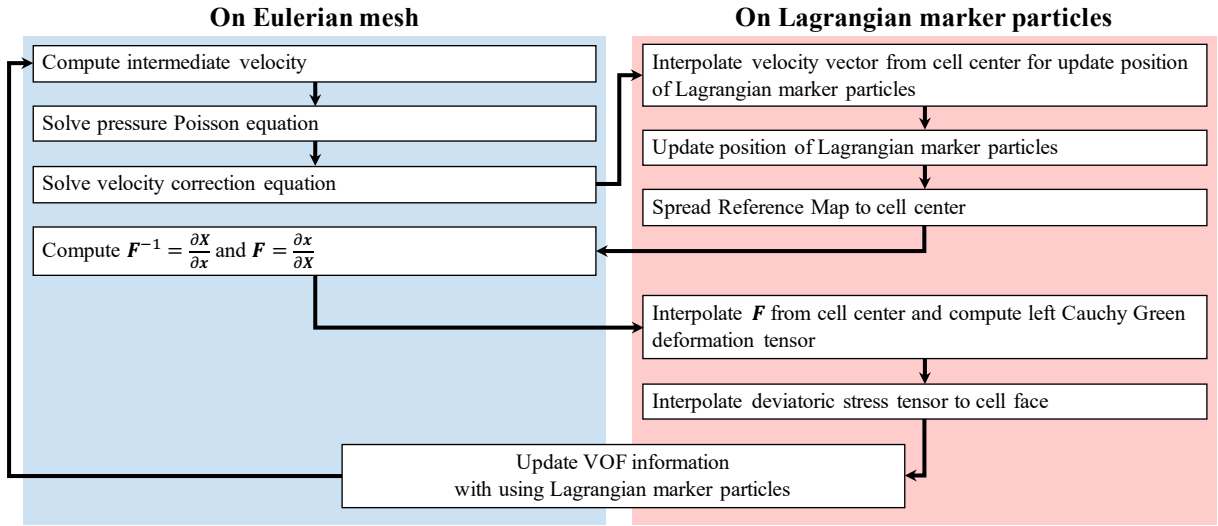 On Eulerian mesh
On Lagrangian marker particles
Compute intermediate velocity
Solve pressure Poisson equation
Solve velocity correction equation
Interpolate velocity vector from cell center for update position
of Lagrangian marker particles
Update position of Lagrangian marker particles
Spread Reference Map to cell center
Compute F⁻¹ = ∂X/∂x and F = ∂x/∂X
Interpolate F from cell center and compute left Cauchy Green
deformation tensor
Interpolate deviatoric stress tensor to cell face
Update VOF information
with using Lagrangian marker particles